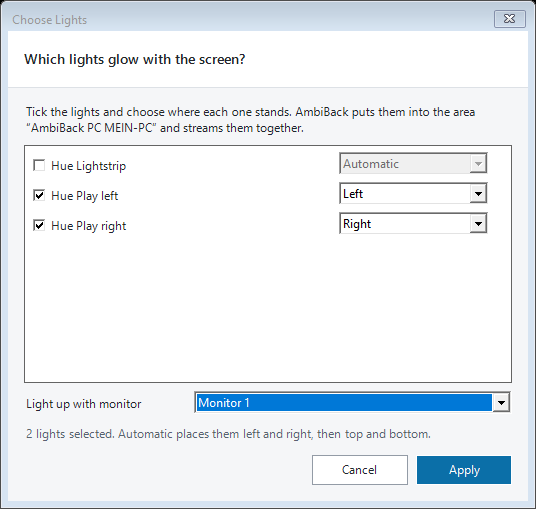 Choose Lights
Which lights glow with the screen?
Tick the lights and choose where each one stands. AmbiBack puts them into the area
“AmbiBack PC MEIN-PC” and streams them together.
Hue Lightstrip Automatic
Hue Play left Left
Hue Play right Right
Light up with monitor Monitor 1
2 lights selected. Automatic places them left and right, then top and bottom.
Cancel Apply